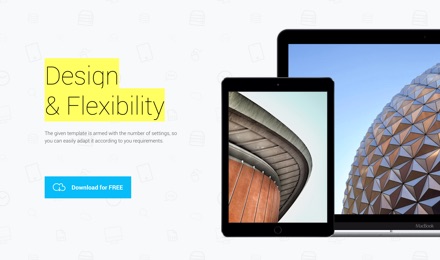 Design
& Flexibility
The given template is armed with the number of settings, so
you can easily adapt it according to you requirements.
Download for FREE
MacBook